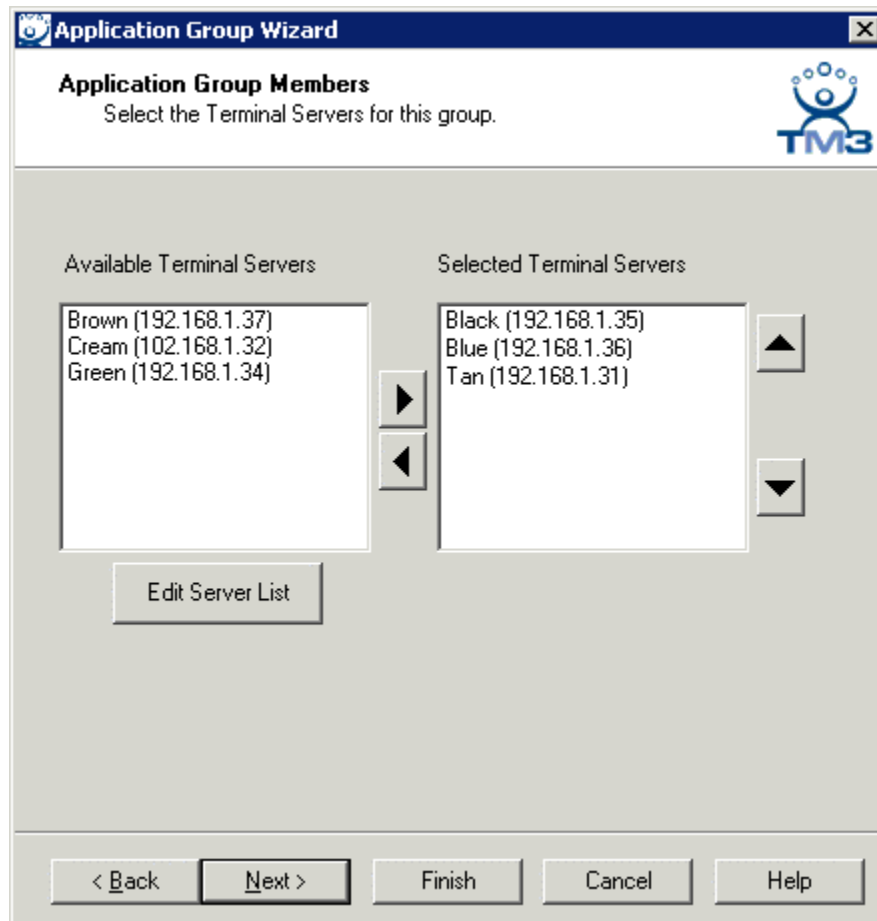 Application Group Wizard
Application Group Members
Select the Terminal Servers for this group.
TM3
Available Terminal Servers
Selected Terminal Servers
Brown (192.168.1.37)
Cream (102.168.1.32)
Green (192.168.1.34)
Black (192.168.1.35)
Blue (192.168.1.36)
Tan (192.168.1.31)
Edit Server List
< Back
Next >
Finish
Cancel
Help